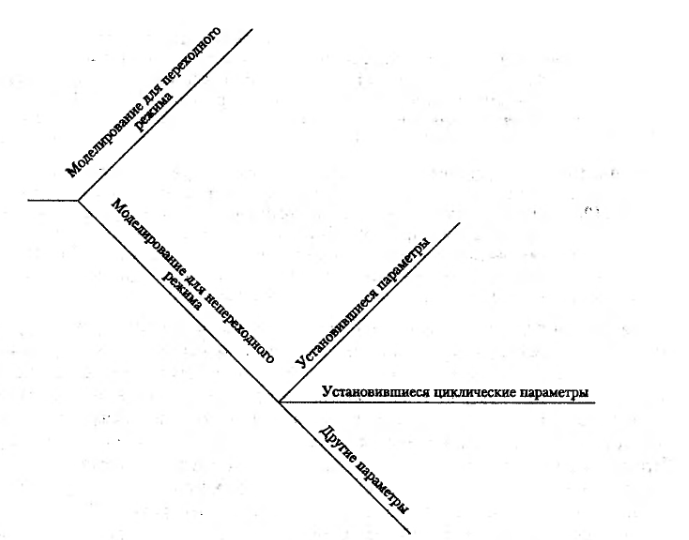 Моделирование для переходного
режима
Моделирование для непереходного
режима
Установившиеся параметры
Установившиеся циклические параметры
Другие параметры